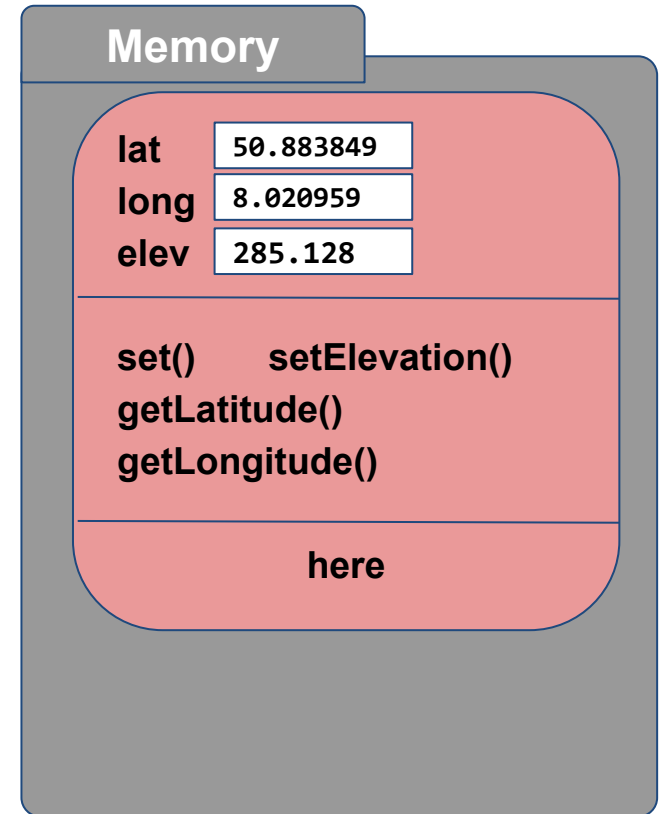 Memory
lat 50.883849
long 8.020959
elev 285.128
set() setElevation()
getLatitude()
getLongitude()
here